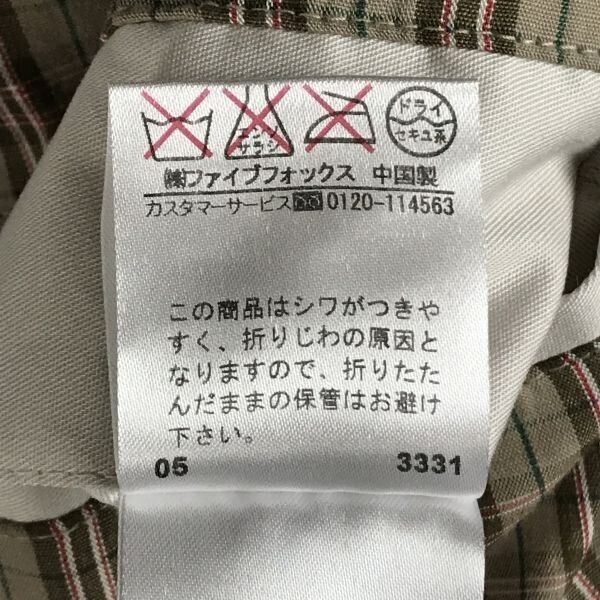 エンソ
サラシ
ドライ
セキユ系
㈱ファイブフォックス 中国製
カスタマーサービス 0120-114563
この商品はシワがつきや
すく、折りじわの原因と
なりますので、折りたた
んだままの保管はお避け
下さい。
05 3331